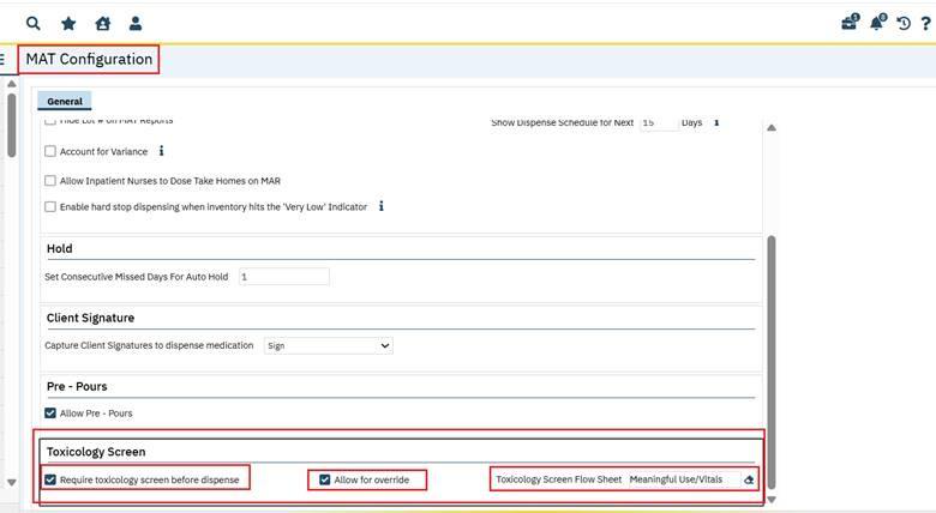 1 0
?
MAT Configuration
General
Hide Lot # on MAT Reports Show Dispense Schedule for Next 15 Days
Account for Variance
Allow Inpatient Nurses to Dose Take Homes on MAR
Enable hard stop dispensing when inventory hits the 'Very Low' Indicator
Hold
Set Consecutive Missed Days For Auto Hold 1
Client Signature
Capture Client Signatures to dispense medication Sign
Pre - Pours
Allow Pre - Pours
Toxicology Screen
Require toxicology screen before dispense Allow for override Toxicology Screen Flow Sheet Meaningful Use/Vitals